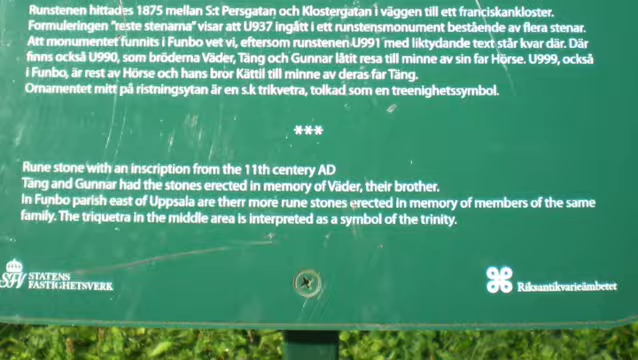 Runstenen hittades 1875 mellan S:t Persgatan och Klostergatan i väggen till ett franciskankloster.
Formuleringen "reste stenarna" visar att U937 ingått i ett runstensmonument bestående av flera stenar.
Att monumentet funnits i Funbo vet vi, eftersom runstenen U991 med liktydande text står kvar där. Där
finns också U990, som bröderna Väder, Täng och Gunnar låtit resa till minne av sin far Hörse. U999, också
i Funbo, är rest av Hörse och hans bror Kättil till minne av deras far Täng.
Ornamentet mitt på ristningsytan är en s.k trikvetra, tolkad som en treenighetssymbol.
***
Rune stone with an inscription from the 11th centery AD
Täng and Gunnar had the stones erected in memory of Väder, their brother.
In Funbo parish east of Uppsala are therr more rune stones erected in memory of members of the same
family. The triquetra in the middle area is interpreted as a symbol of the trinity.
SFV STATENS
FASTIGHETSVERK
Riksantikvarieämbetet